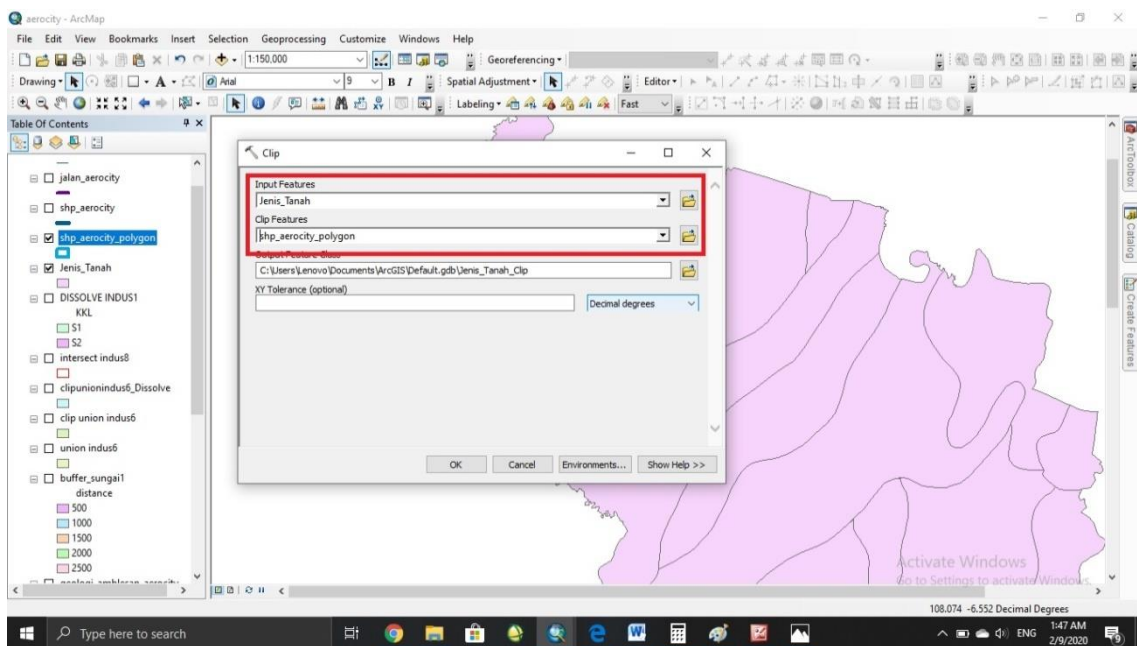 aerocity - ArcMap
File Edit View Bookmarks Insert Selection Geoprocessing Customize Windows Help
1:150,000
Georeferencing
Drawing
A
Arial
9
B I
Spatial Adjustment
Editor
Labeling
Fast
Table Of Contents
jalan_aerocity
shp_aerocity
shp_aerocity_polygon
Jenis_Tanah
DISSOLVE INDUS1
KKL
S1
S2
intersect indus8
clipunionindus6_Dissolve
clip union indus6
union indus6
buffer_sungai1
distance
500
1000
1500
2000
2500
Clip
Input Features
Jenis_Tanah
Clip Features
shp_aerocity_polygon
Output Feature Class
C:\Users\Lenovo\Documents\ArcGIS\Default.gdb\Jenis_Tanah_Clip
XY Tolerance (optional)
Decimal degrees
OK Cancel Environments... Show Help >>
ArcToolbox
Catalog
Create Features
Activate Windows
Go to Settings to activate Windows.
108.074 -6.552 Decimal Degrees
Type here to search
ENG
1:47 AM
2/9/2020